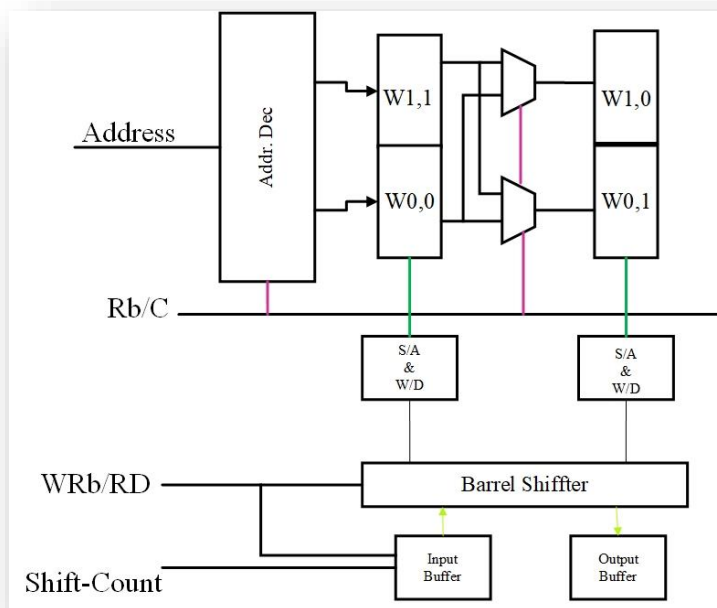 Address
Addr. Dec
W1,1
W1,0
W0,0
W0,1
Rb/C
S/A
&
W/D
S/A
&
W/D
WRb/RD
Barrel Shiffter
Shift-Count
Input
Buffer
Output
Buffer